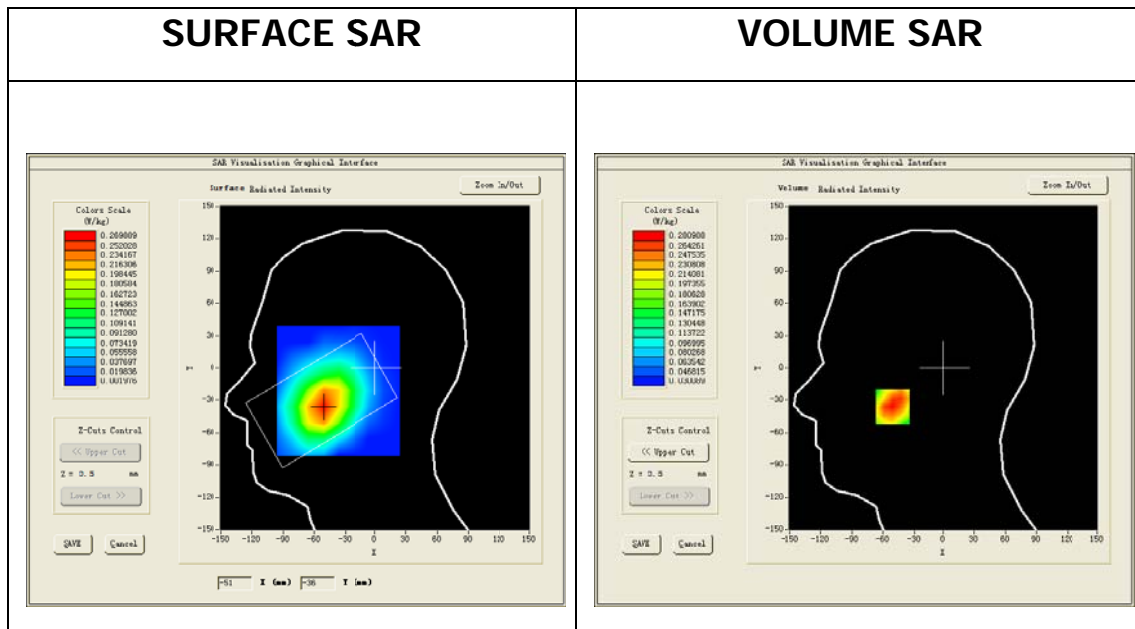 SURFACE SAR
VOLUME SAR
SAR Visualisation Graphical Interface
Surface Radiated Intensity
Zoom In/Out
Colors Scale
(W/kg)
0.269889
0.252028
0.234167
0.216306
0.198445
0.180584
0.162723
0.144863
0.127002
0.109141
0.091280
0.073419
0.055558
0.037697
0.019836
0.001976
150
120
90
60
30
0
-30
-60
-90
-120
-150
Y
-150 -120 -90 -60 -30 0 30 60 90 120 150
X
Z-Cuts Control
<< Upper Cut
Z = 3.5 mm
Lower Cut >>
SAVE
Cancel
-51 X (mm) -36 Y (mm)
SAR Visualisation Graphical Interface
Volume Radiated Intensity
Zoom In/Out
Colors Scale
(W/kg)
0.280988
0.264261
0.247535
0.230808
0.214081
0.197355
0.180628
0.163902
0.147175
0.130448
0.113722
0.096995
0.080268
0.063542
0.046815
0.030089
150
120
90
60
30
0
-30
-60
-90
-120
-150
Y
-150 -120 -90 -60 -30 0 30 60 90 120 150
X
Z-Cuts Control
<< Upper Cut
Z = 3.5 mm
Lower Cut >>
SAVE
Cancel